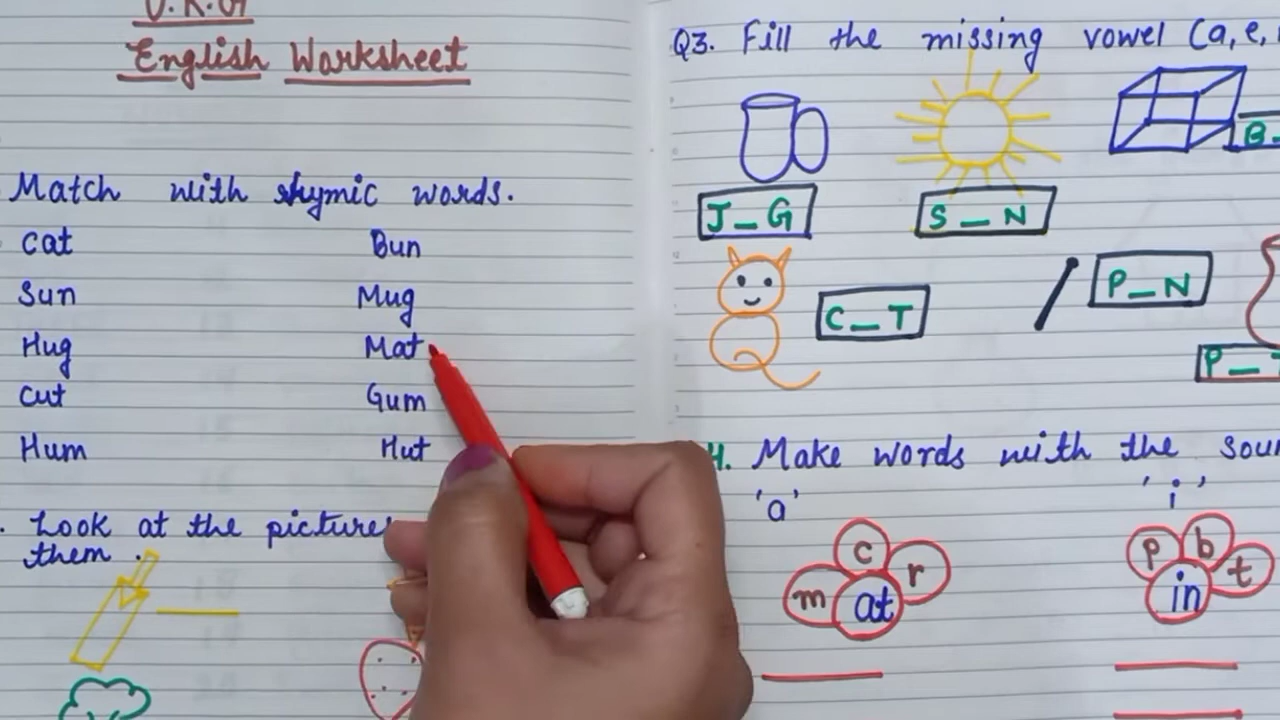 U.K.G
English Worksheet
Match with rhymic words.
Cat Bun
Sun Mug
Hug Mat
Cut Gum
Hum Hut
Look at the picture
them.
Q3. Fill the missing vowel (a, e,
J_G
S_N
B
C_T
P_N
P_
4. Make words with the sou
'a' 'i'
c
m at r
p b t
in